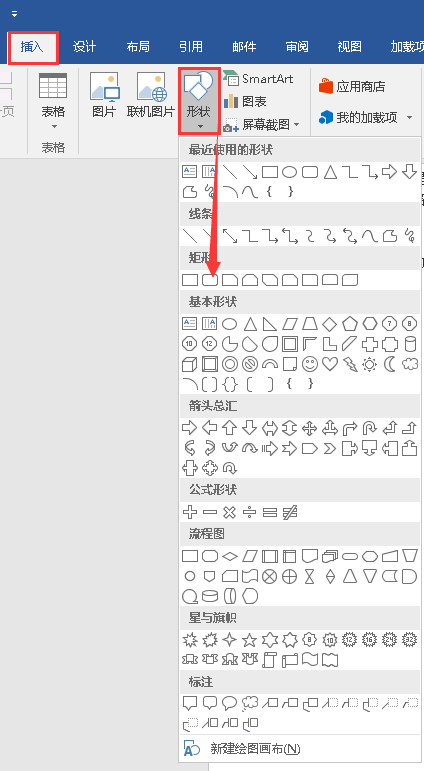 插入 设计 布局 引用 邮件 审阅 视图 加载项
页 表格 图片 联机图片 形状 SmartArt 图表 屏幕截图 应用商店 我的加载项
表格
最近使用的形状
线条
矩形
基本形状
箭头总汇
公式形状
流程图
星与旗帜
标注
新建绘图画布(N)